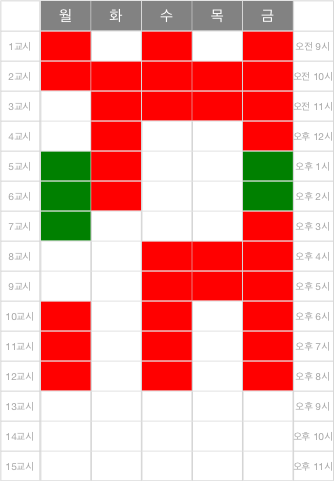 월 화 수 목 금
1교시 오전 9시
2교시 오전 10시
3교시 오전 11시
4교시 오후 12시
5교시 오후 1시
6교시 오후 2시
7교시 오후 3시
8교시 오후 4시
9교시 오후 5시
10교시 오후 6시
11교시 오후 7시
12교시 오후 8시
13교시 오후 9시
14교시 오후 10시
15교시 오후 11시